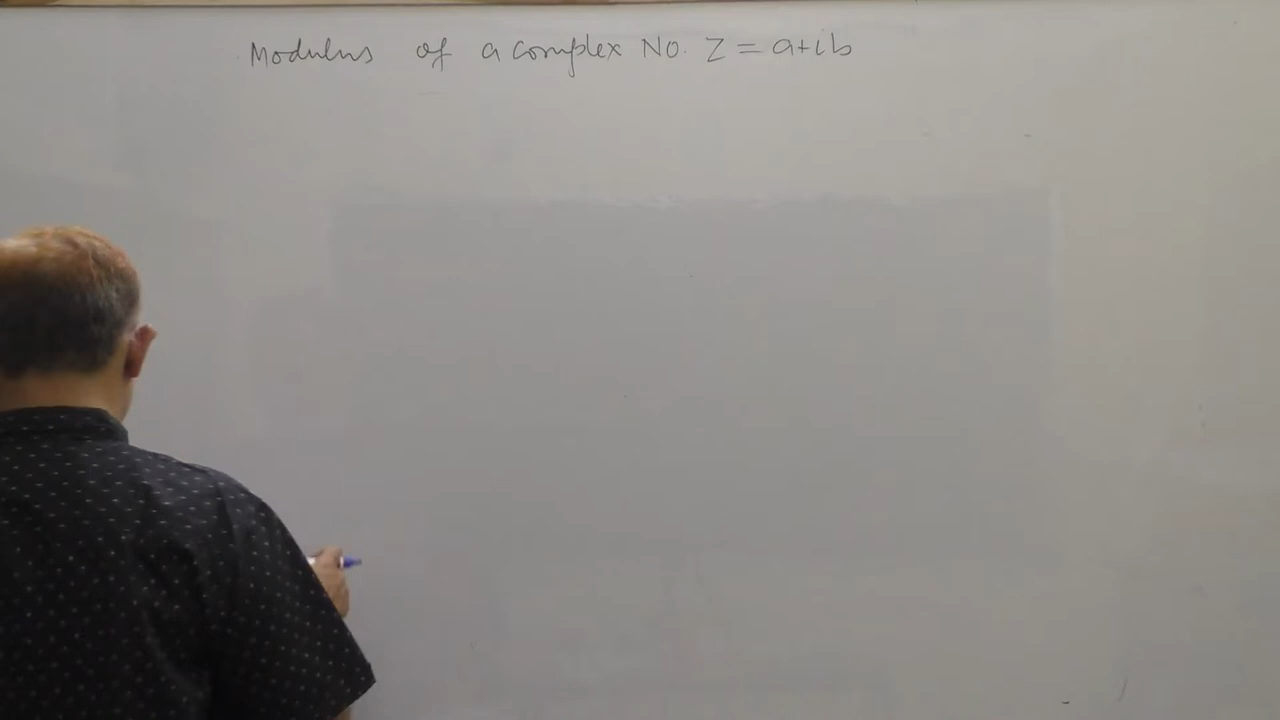 Modulus of a complex No. Z = a+ib